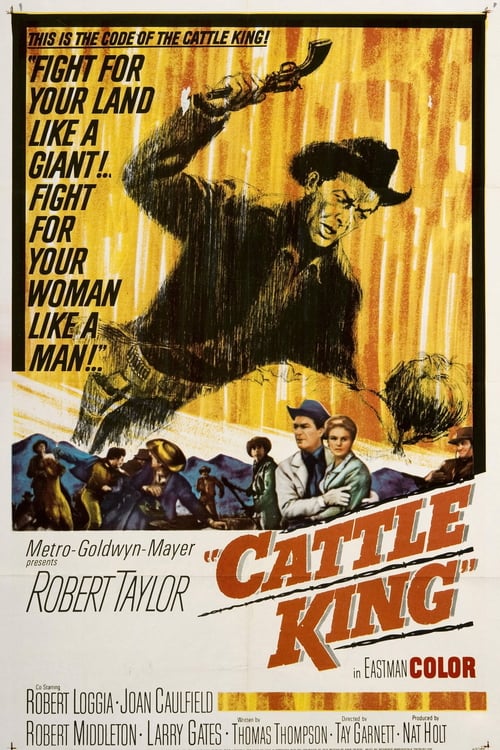 THIS IS THE CODE OF THE CATTLE KING!
"FIGHT FOR
YOUR LAND
LIKE A
GIANT!..
FIGHT
FOR
YOUR
WOMAN
LIKE A
MAN!.."
Metro-Goldwyn-Mayer
presents
ROBERT TAYLOR
"CATTLE
KING"
in EASTMAN COLOR
Co Starring
ROBERT LOGGIA · JOAN CAULFIELD
ROBERT MIDDLETON · LARRY GATES · Written by THOMAS THOMPSON · Directed by TAY GARNETT · Produced by NAT HOLT